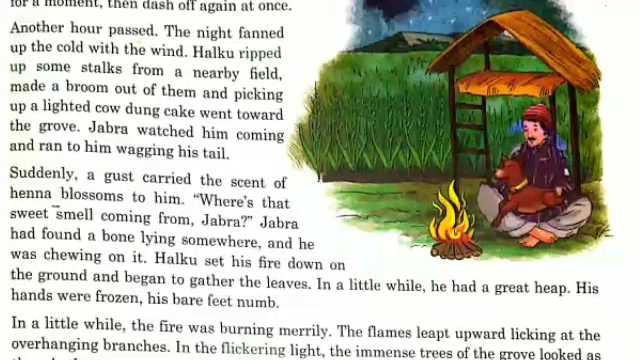 for a moment, then dash off again at once.
Another hour passed. The night fanned
up the cold with the wind. Halku ripped
up some stalks from a nearby field,
made a broom out of them and picking
up a lighted cow dung cake went toward
the grove. Jabra watched him coming
and ran to him wagging his tail.
Suddenly, a gust carried the scent of
henna blossoms to him. “Where’s that
sweet smell coming from, Jabra?” Jabra
had found a bone lying somewhere, and he
was chewing on it. Halku set his fire down on
the ground and began to gather the leaves. In a little while, he had a great heap. His
hands were frozen, his bare feet numb.
In a little while, the fire was burning merrily. The flames leapt upward licking at the
overhanging branches. In the flickering light, the immense trees of the grove looked as